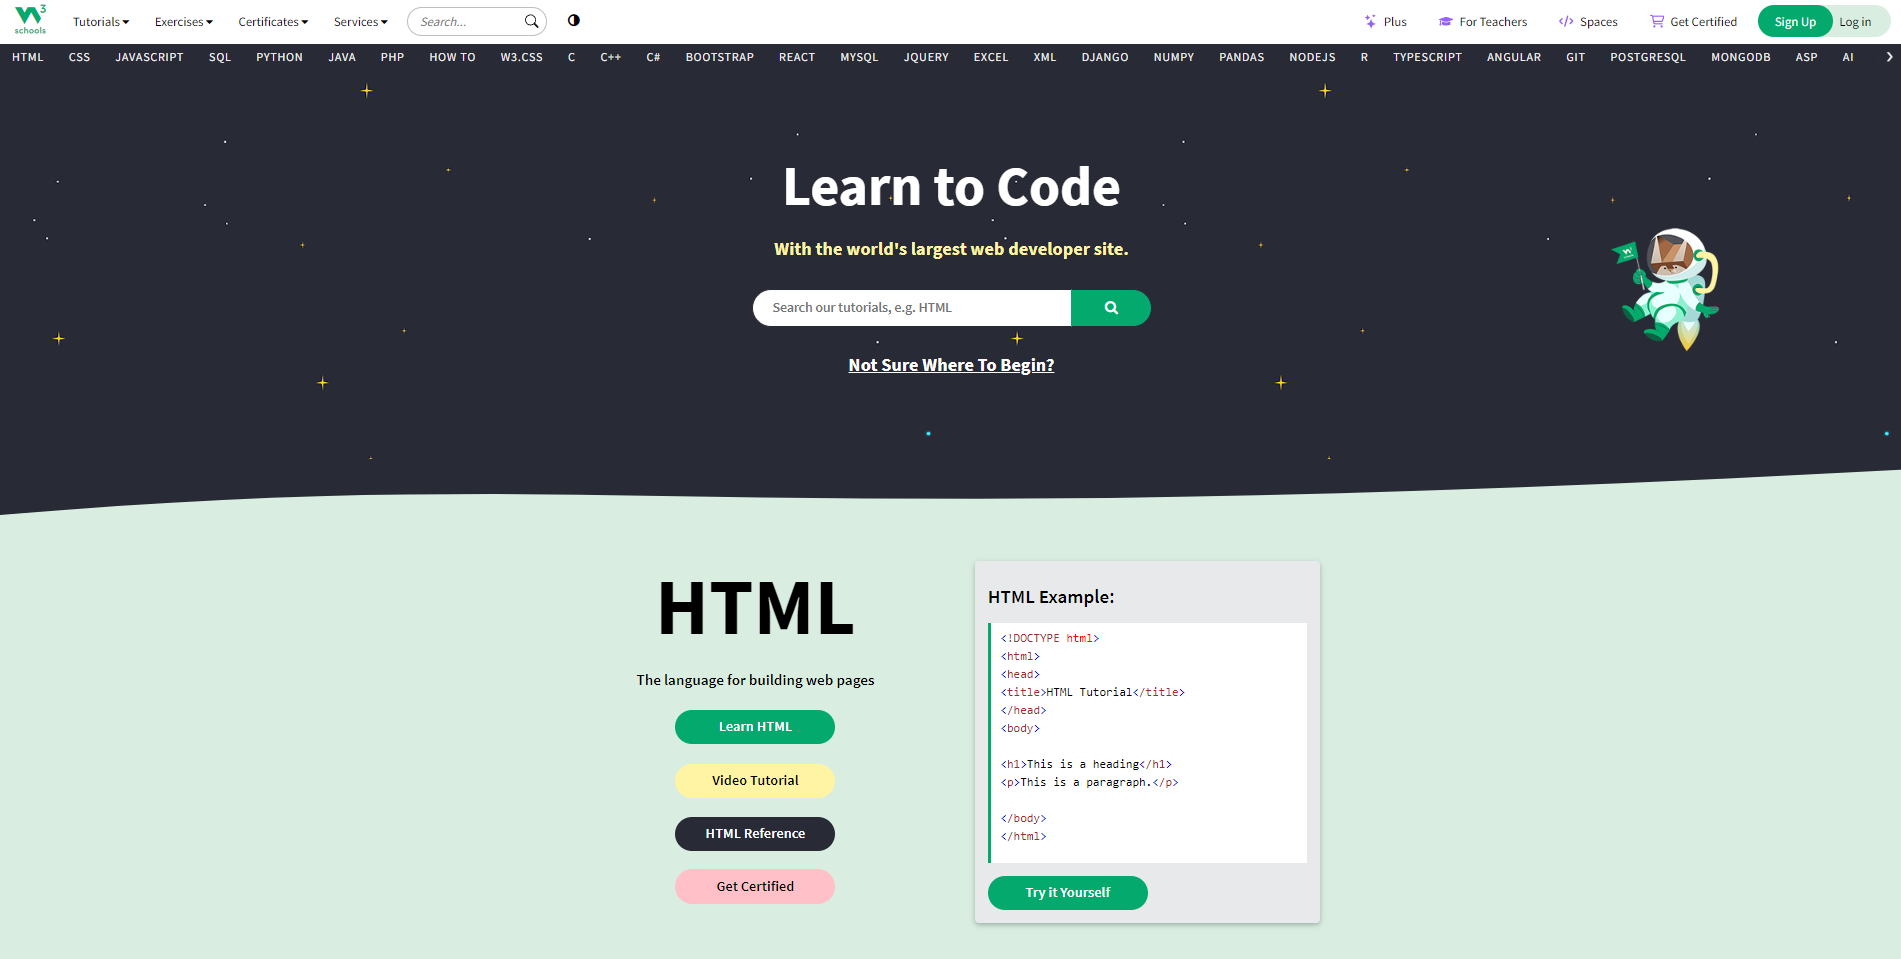 W3 schools Tutorials Exercises Certificates Services Search... Plus For Teachers Spaces Get Certified Sign Up Log in
HTML CSS JAVASCRIPT SQL PYTHON JAVA PHP HOW TO W3.CSS C C++ C# BOOTSTRAP REACT MYSQL JQUERY EXCEL XML DJANGO NUMPY PANDAS NODEJS R TYPESCRIPT ANGULAR GIT POSTGRESQL MONGODB ASP AI
Learn to Code
With the world's largest web developer site.
Search our tutorials, e.g. HTML
Not Sure Where To Begin?
HTML
The language for building web pages
Learn HTML
Video Tutorial
HTML Reference
Get Certified
HTML Example:
<!DOCTYPE html>
<html>
<head>
<title>HTML Tutorial</title>
</head>
<body>
<h1>This is a heading</h1>
<p>This is a paragraph.</p>
</body>
</html>
Try it Yourself